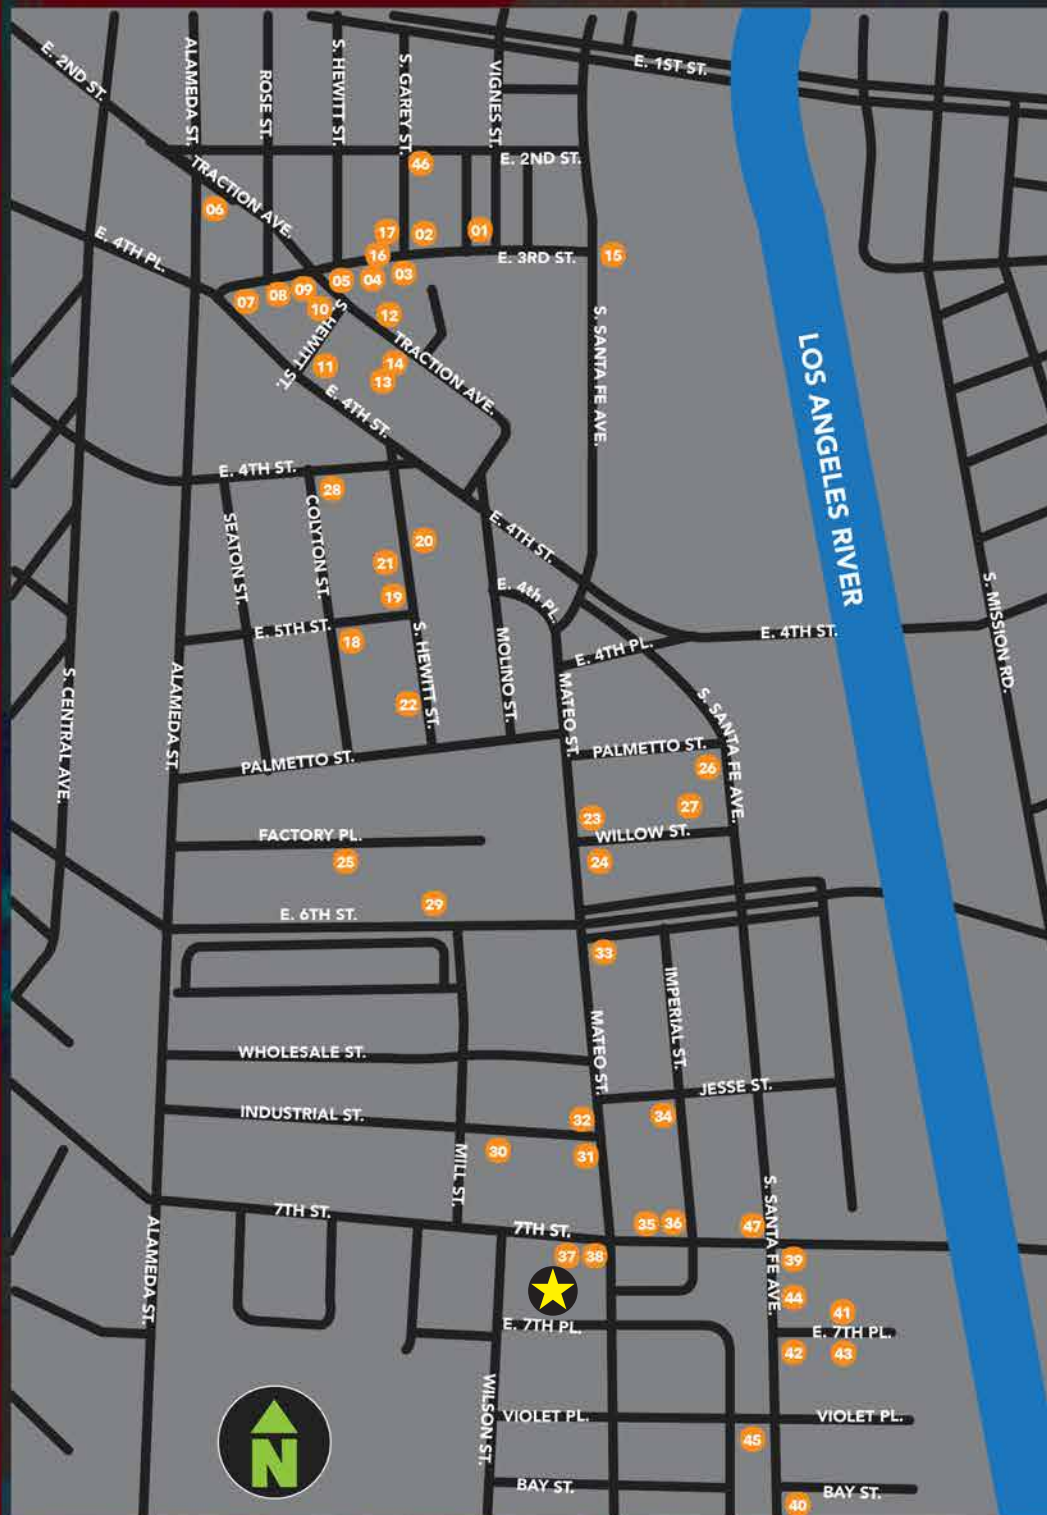 E. 1ST ST.
E. 2ND ST.
ALAMEDA ST.
ROSE ST.
S. HEWITT ST.
S. GAREY ST.
VIGNES ST.
E. 2ND ST.
46
TRACTION AVE.
06
E. 4TH PL.
17
02
01
16
E. 3RD ST.
15
07
08
09
05
04
03
10
12
S. HEWITT ST.
11
14
13
TRACTION AVE.
E. 4TH ST.
S. SANTA FE AVE.
LOS ANGELES RIVER
E. 4TH ST.
28
SEATON ST.
COLYTON ST.
20
21
19
E. 4TH ST.
E. 4th PL.
E. 5TH ST.
18
S. HEWITT ST.
MOLINO ST.
E. 4TH PL.
E. 4TH ST.
S. MISSION RD.
S. CENTRAL AVE.
ALAMEDA ST.
22
MATEO ST.
S. SANTA FE AVE.
PALMETTO ST.
PALMETTO ST.
26
27
23
WILLOW ST.
24
FACTORY PL.
25
29
E. 6TH ST.
33
IMPERIAL ST.
MATEO ST.
WHOLESALE ST.
JESSE ST.
INDUSTRIAL ST.
32
34
30
31
MILL ST.
7TH ST.
7TH ST.
35
36
47
S. SANTA FE AVE.
ALAMEDA ST.
37
38
39
44
41
E. 7TH PL.
E. 7TH PL.
42
43
WILSON ST.
VIOLET PL.
VIOLET PL.
45
N
BAY ST.
BAY ST.
40